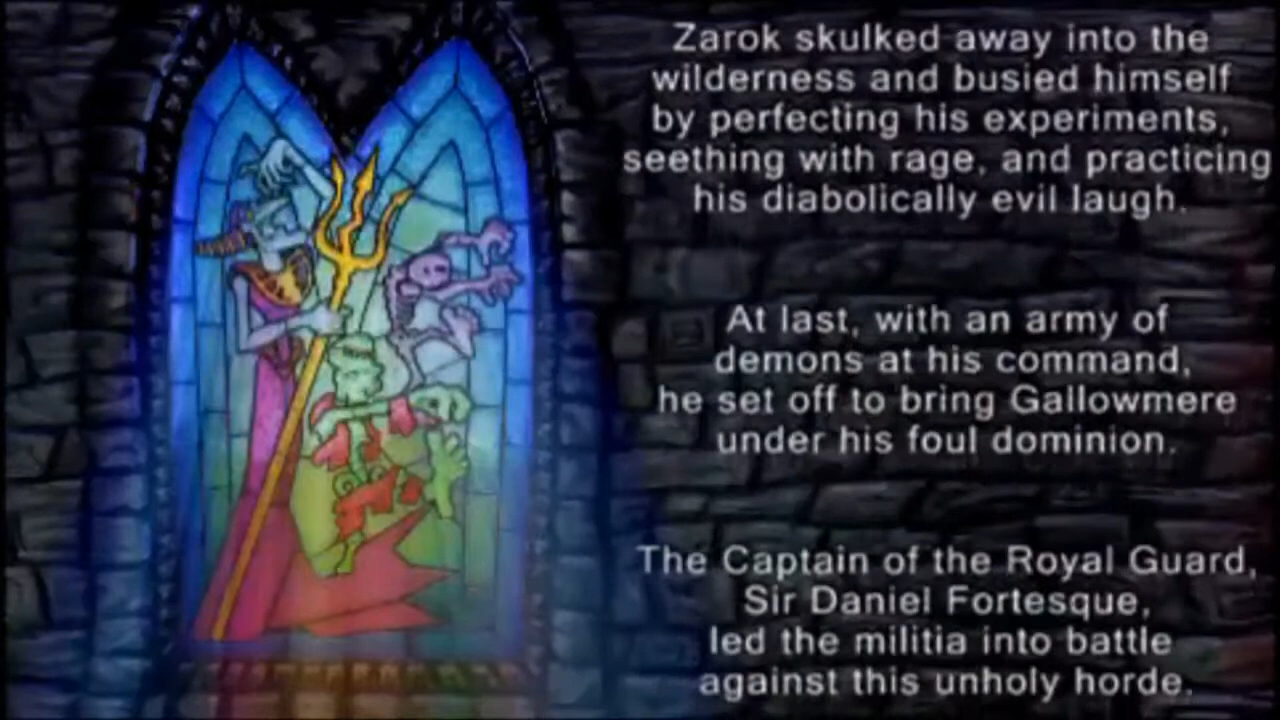 Zarok skulked away into the
wilderness and busied himself
by perfecting his experiments,
seething with rage, and practicing
his diabolically evil laugh.
At last, with an army of
demons at his command,
he set off to bring Gallowmere
under his foul dominion.
The Captain of the Royal Guard,
Sir Daniel Fortesque,
led the militia into battle
against this unholy horde.